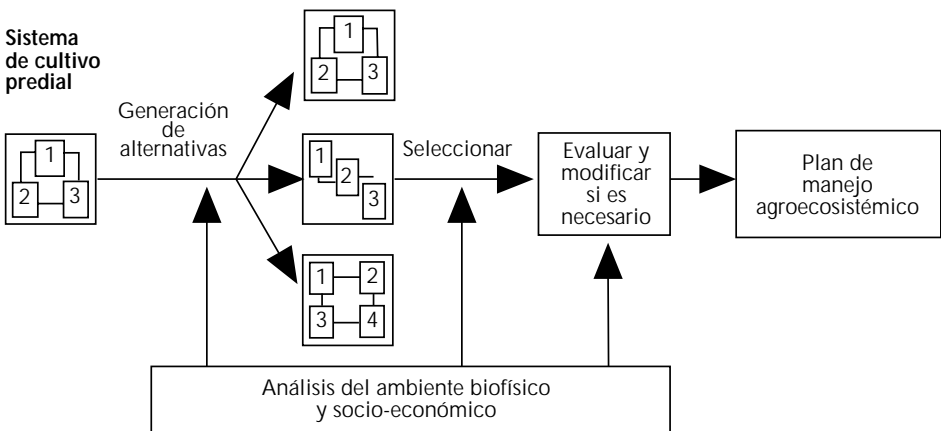 Sistema
de cultivo
predial
1
2 3
Generación
de
alternativas
1
2 3
1
2
3
1 2
3 4
Seleccionar
Evaluar y
modificar
si es
necesario
Plan de
manejo
agroecosistémico
Análisis del ambiente biofísico
y socio-económico